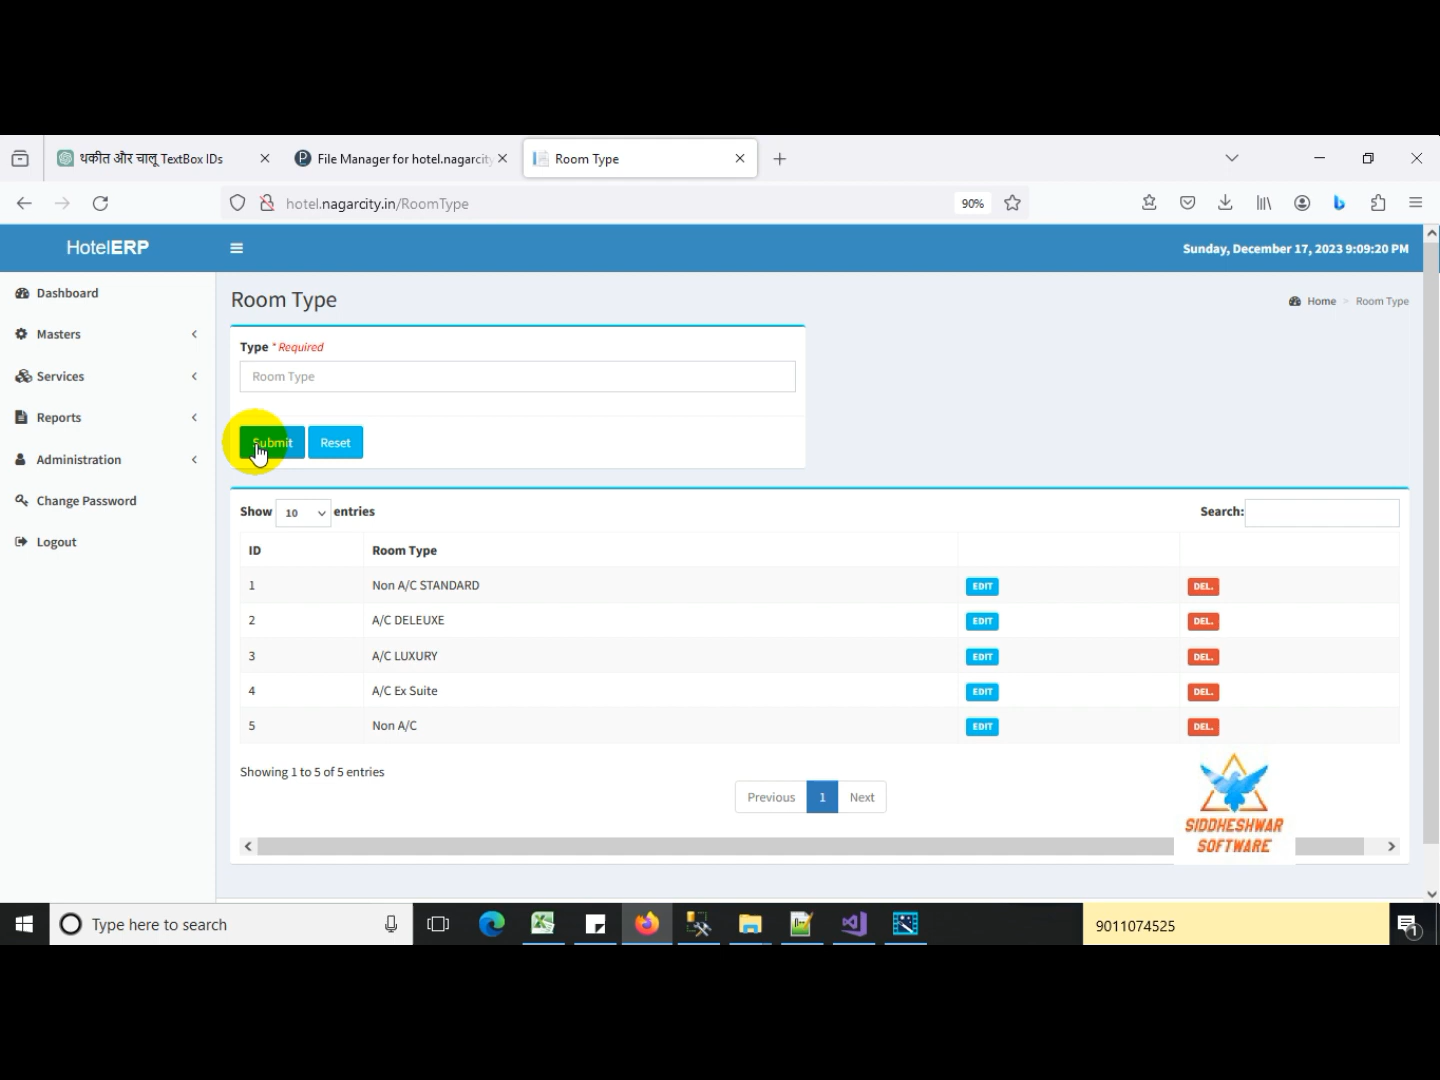 थकीत और चालू TextBox IDs
File Manager for hotel.nagarcity
Room Type
hotel.nagarcity.in/RoomType
90%
HotelERP
Sunday, December 17, 2023 9:09:20 PM
Dashboard
Masters
Services
Reports
Administration
Change Password
Logout
Room Type
Home > Room Type
Type * Required
Room Type
Submit
Reset
Show 10 entries
Search:
ID Room Type
1 Non A/C STANDARD EDIT DEL.
2 A/C DELEUXE EDIT DEL.
3 A/C LUXURY EDIT DEL.
4 A/C Ex Suite EDIT DEL.
5 Non A/C EDIT DEL.
Showing 1 to 5 of 5 entries
Previous 1 Next
SIDDHESHWAR
SOFTWARE
Type here to search
9011074525
1